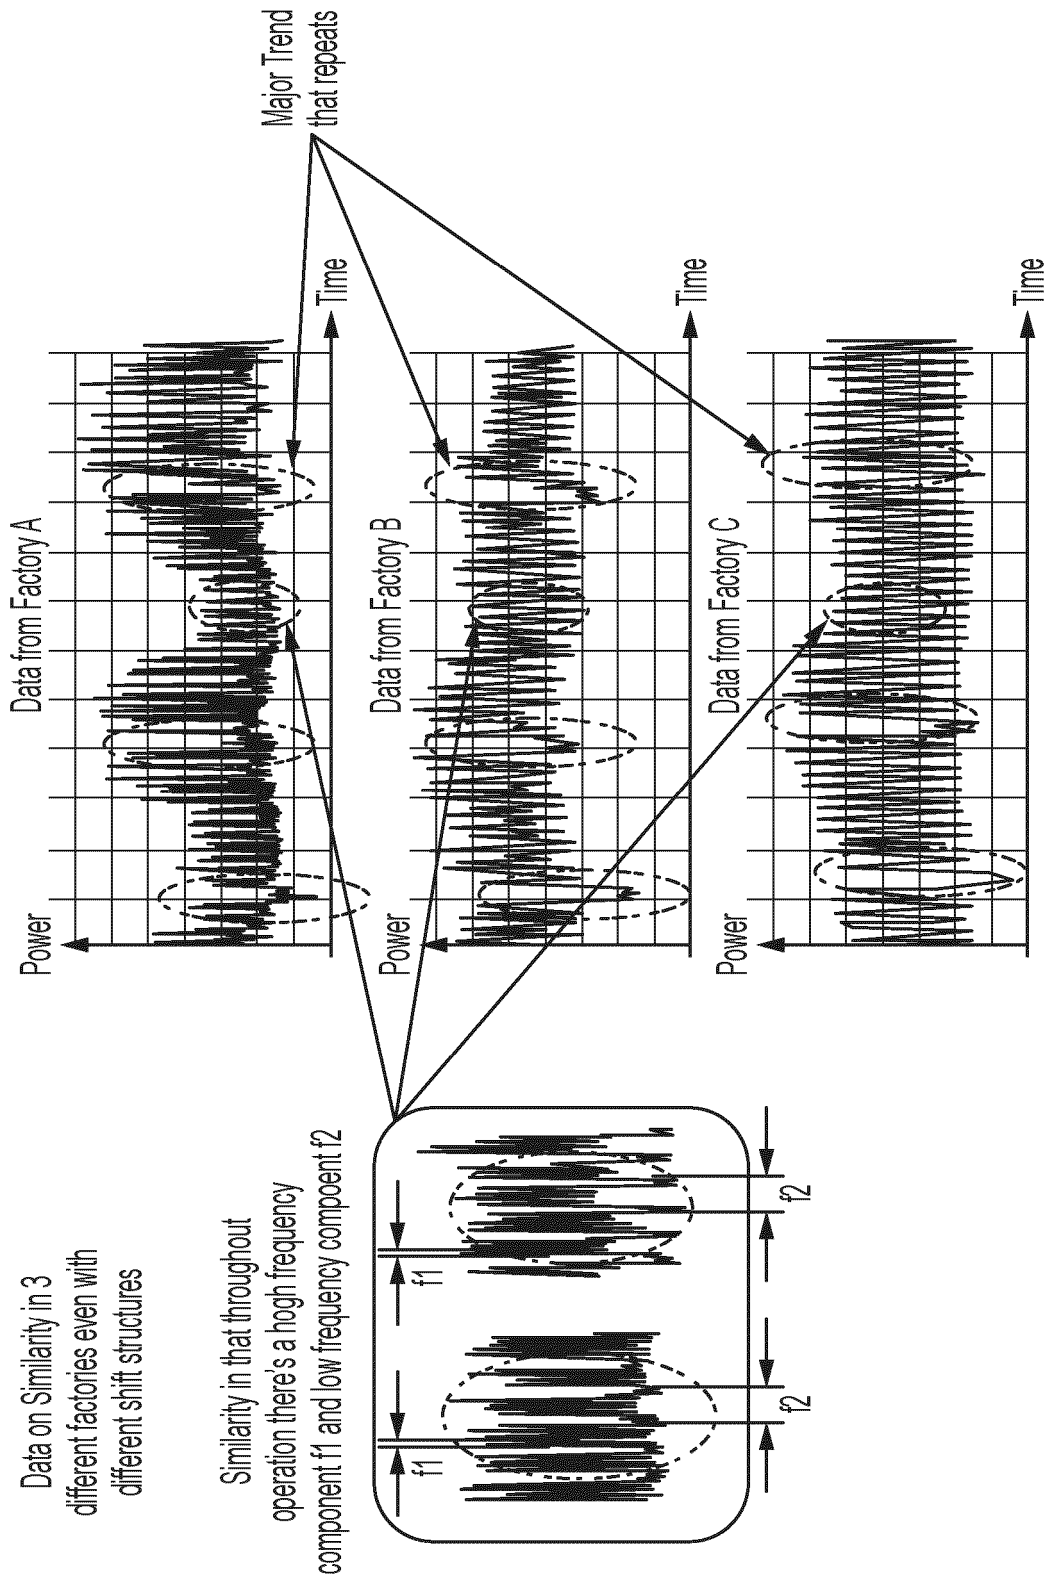 Data on Similarity in 3
different factories even with
different shift structures
Similarity in that throughout
operation there's a hogh frequency
component f1 and low frequency compoent f2
f1
f1
f2
f2
Data from Factory A
Power
Time
Data from Factory B
Power
Time
Data from Factory C
Power
Time
Major Trend
that repeats